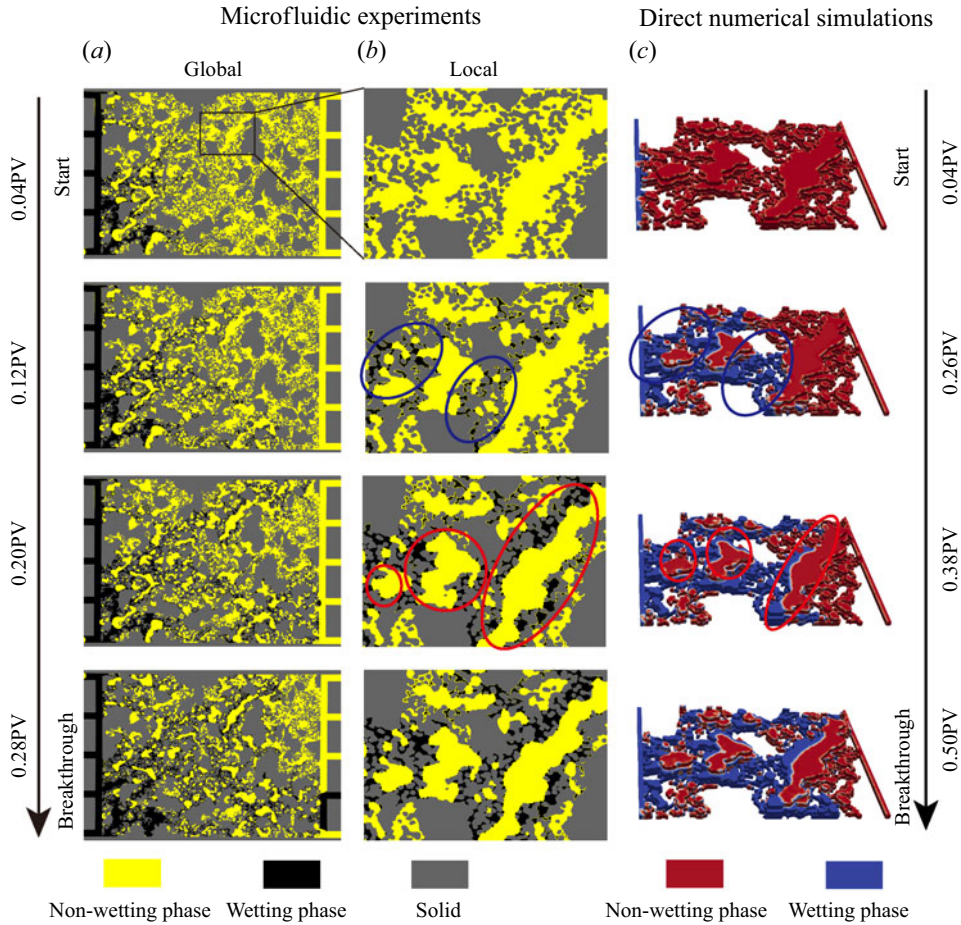 Microfluidic experiments
Direct numerical simulations
(a)
(b)
(c)
Global
Local
0.04PV
Start
Start
0.04PV
0.12PV
0.26PV
0.20PV
0.38PV
0.28PV
Breakthrough
Breakthrough
0.50PV
Non-wetting phase
Wetting phase
Solid
Non-wetting phase
Wetting phase